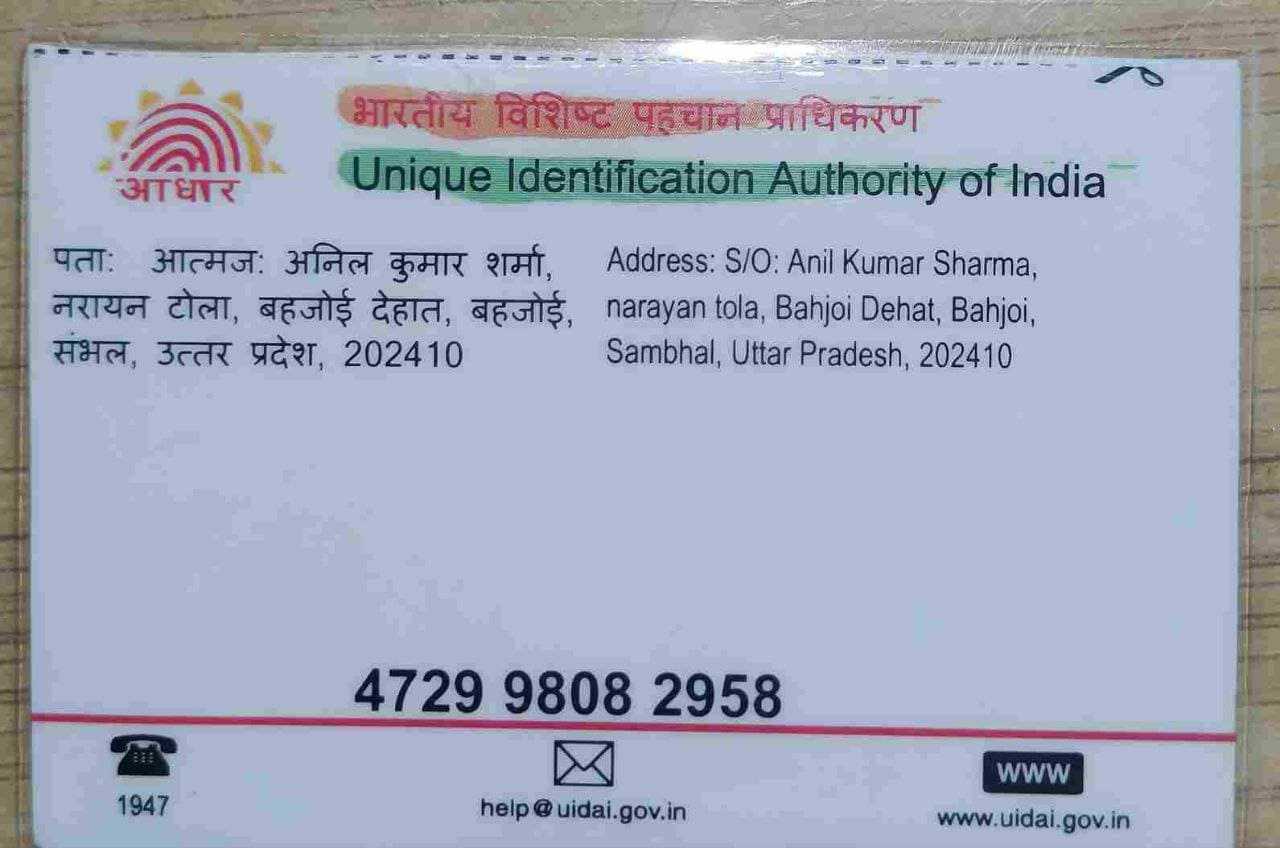 आधार
भारतीय विशिष्ट पहचान प्राधिकरण
Unique Identification Authority of India
पता: आत्मज: अनिल कुमार शर्मा,
नरायन टोला, बहजोई देहात, बहजोई,
संभल, उत्तर प्रदेश, 202410
Address: S/O: Anil Kumar Sharma,
narayan tola, Bahjoi Dehat, Bahjoi,
Sambhal, Uttar Pradesh, 202410
4729 9808 2958
1947
help@uidai.gov.in
www
www.uidai.gov.in